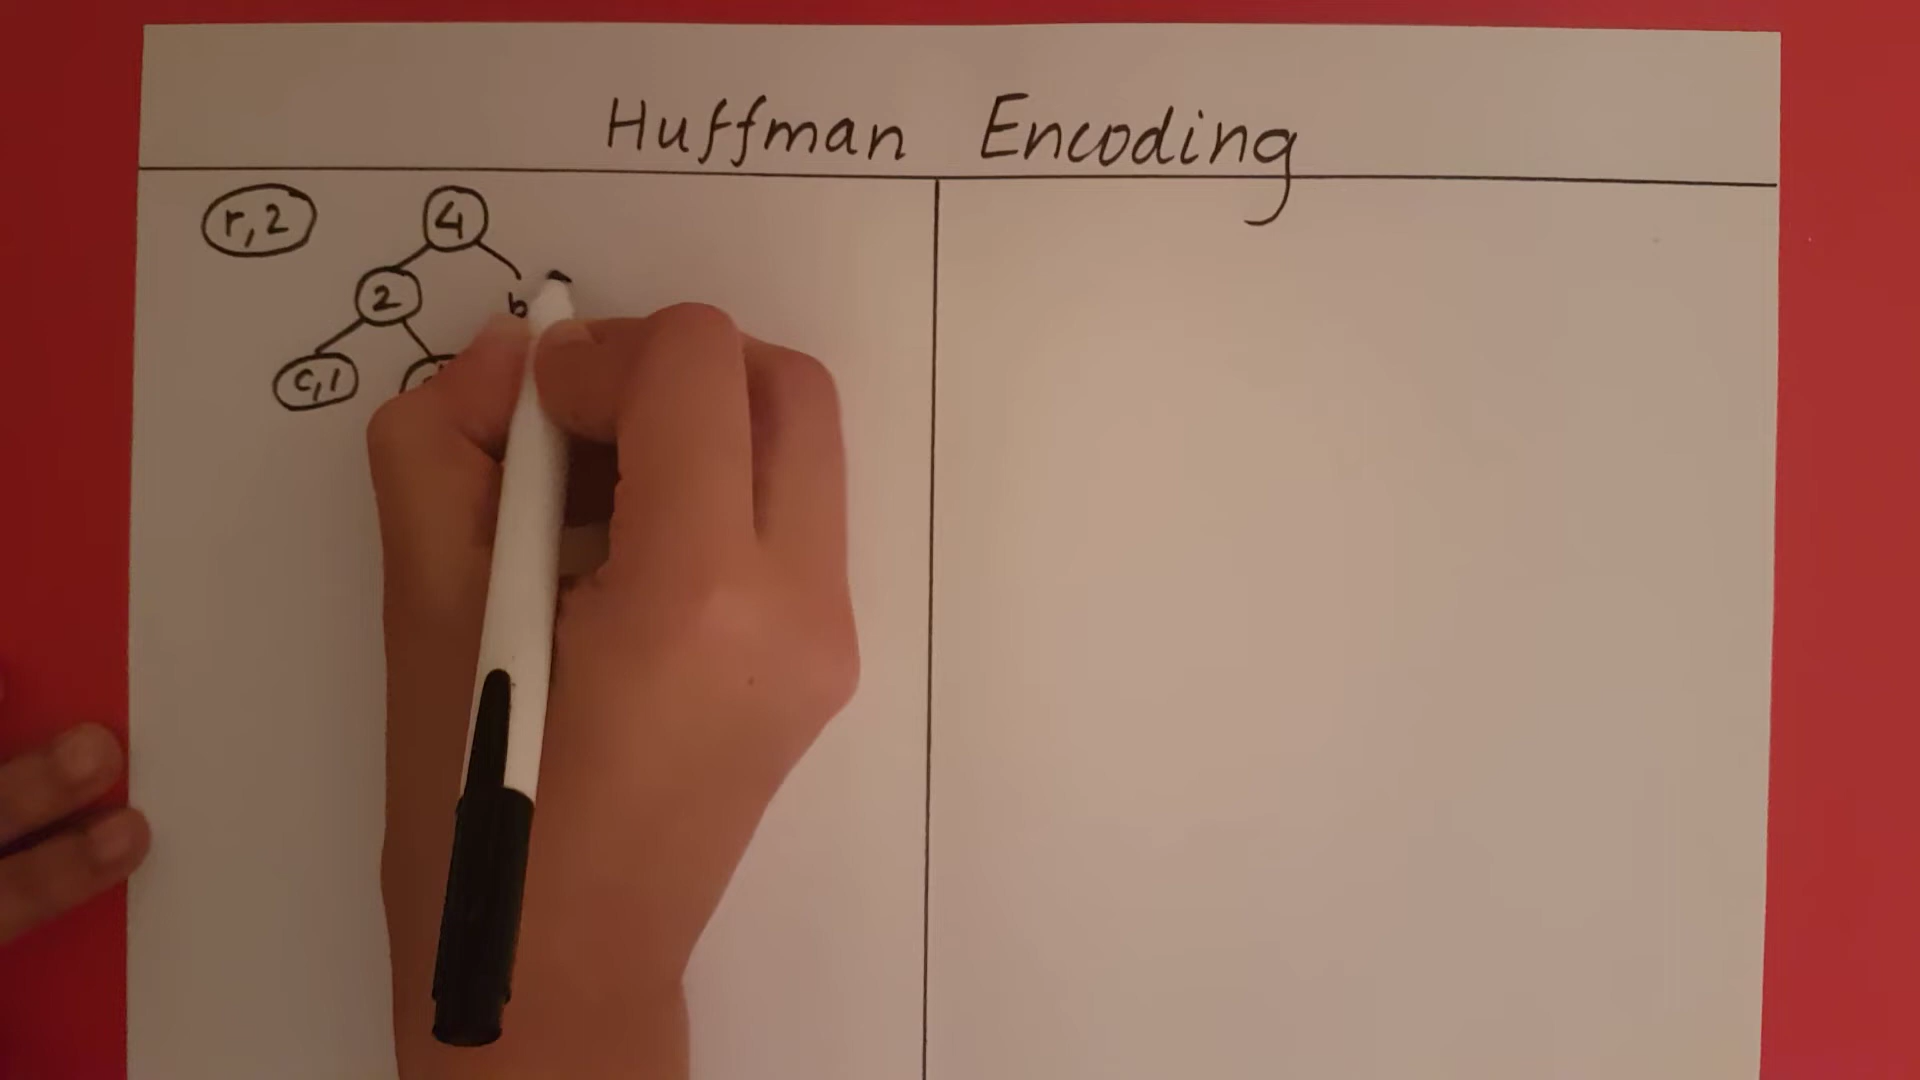 Huffman Encoding
r,2 4
2 b
c,1